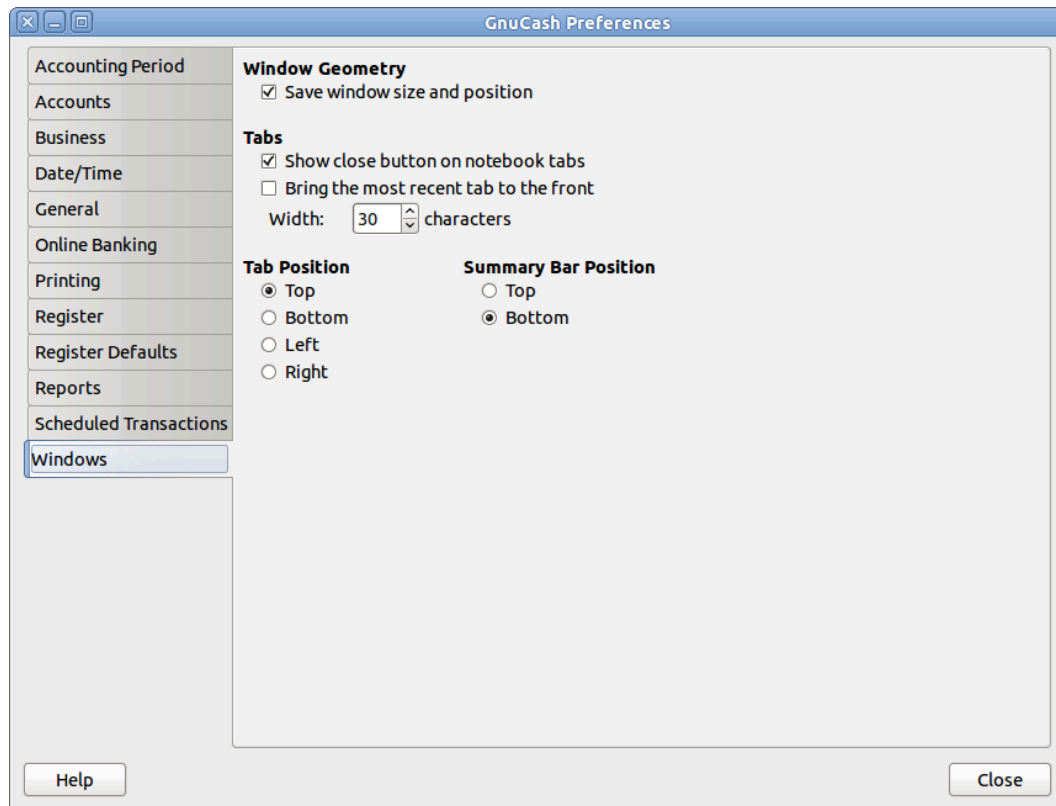 GnuCash Preferences
Accounting Period
Accounts
Business
Date/Time
General
Online Banking
Printing
Register
Register Defaults
Reports
Scheduled Transactions
Windows
Window Geometry
Save window size and position
Tabs
Show close button on notebook tabs
Bring the most recent tab to the front
Width: 30 characters
Tab Position
Top
Bottom
Left
Right
Summary Bar Position
Top
Bottom
Help
Close